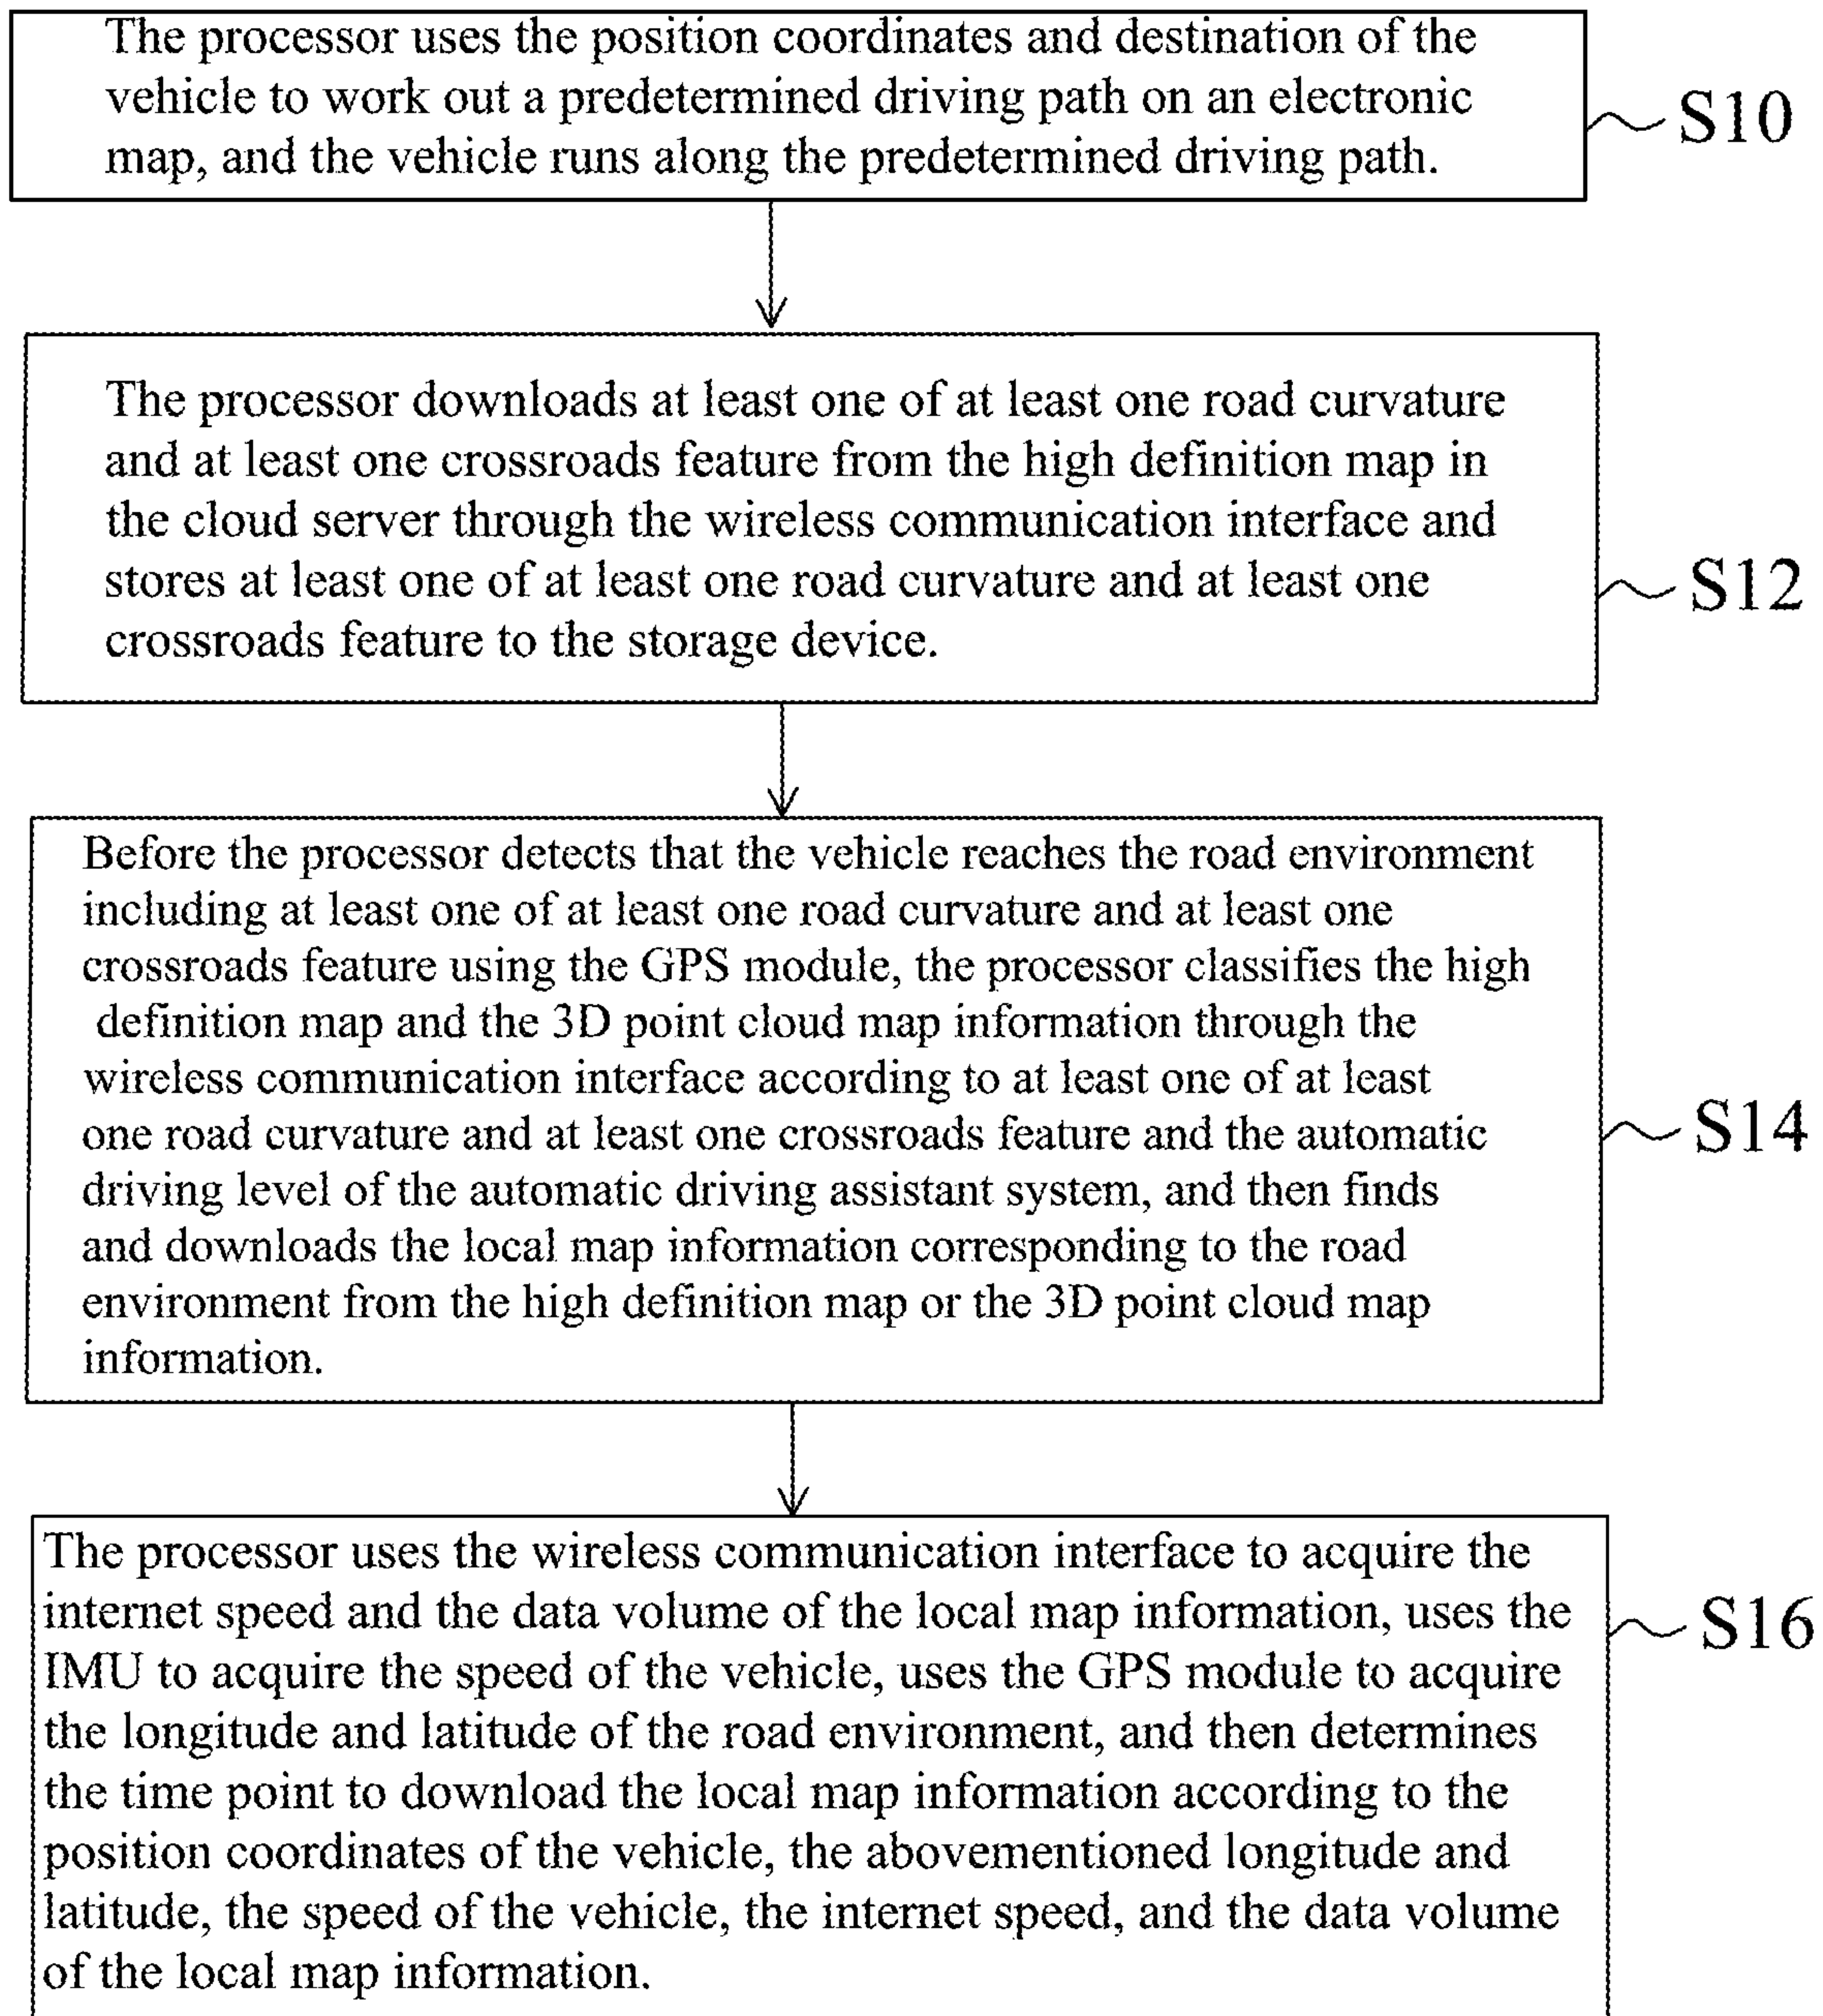 The processor uses the position coordinates and destination of the
vehicle to work out a predetermined driving path on an electronic
map, and the vehicle runs along the predetermined driving path.
S10
The processor downloads at least one of at least one road curvature
and at least one crossroads feature from the high definition map in
the cloud server through the wireless communication interface and
stores at least one of at least one road curvature and at least one
crossroads feature to the storage device.
S12
Before the processor detects that the vehicle reaches the road environment
including at least one of at least one road curvature and at least one
crossroads feature using the GPS module, the processor classifies the high
definition map and the 3D point cloud map information through the
wireless communication interface according to at least one of at least
one road curvature and at least one crossroads feature and the automatic
driving level of the automatic driving assistant system, and then finds
and downloads the local map information corresponding to the road
environment from the high definition map or the 3D point cloud map
information.
S14
The processor uses the wireless communication interface to acquire the
internet speed and the data volume of the local map information, uses the
IMU to acquire the speed of the vehicle, uses the GPS module to acquire
the longitude and latitude of the road environment, and then determines
the time point to download the local map information according to the
position coordinates of the vehicle, the abovementioned longitude and
latitude, the speed of the vehicle, the internet speed, and the data volume
of the local map information.
S16